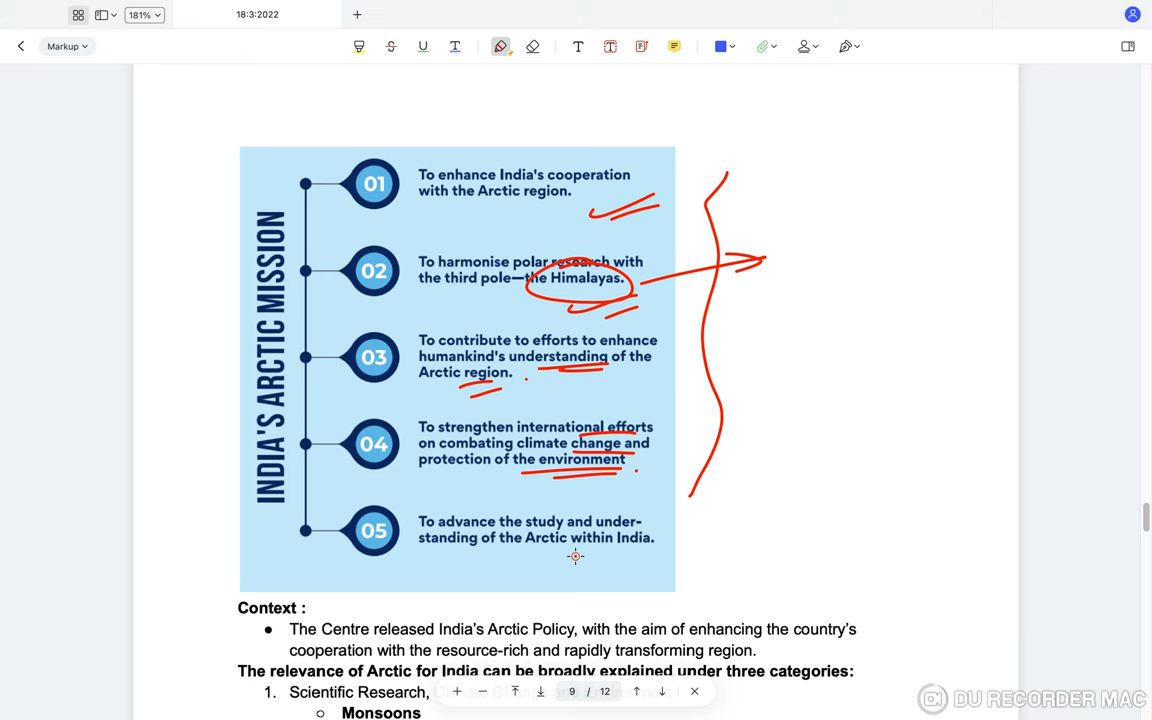 181%
18:3:2022
Markup
INDIA'S ARCTIC MISSION
01
To enhance India's cooperation
with the Arctic region.
02
To harmonise polar research with
the third pole—the Himalayas.
03
To contribute to efforts to enhance
humankind's understanding of the
Arctic region.
04
To strengthen international efforts
on combating climate change and
protection of the environment
05
To advance the study and under-
standing of the Arctic within India.
Context :
● The Centre released India's Arctic Policy, with the aim of enhancing the country's
cooperation with the resource-rich and rapidly transforming region.
The relevance of Arctic for India can be broadly explained under three categories:
1. Scientific Research, Climate Change and Environment
○ Monsoons
9 / 12
DU RECORDER MAC